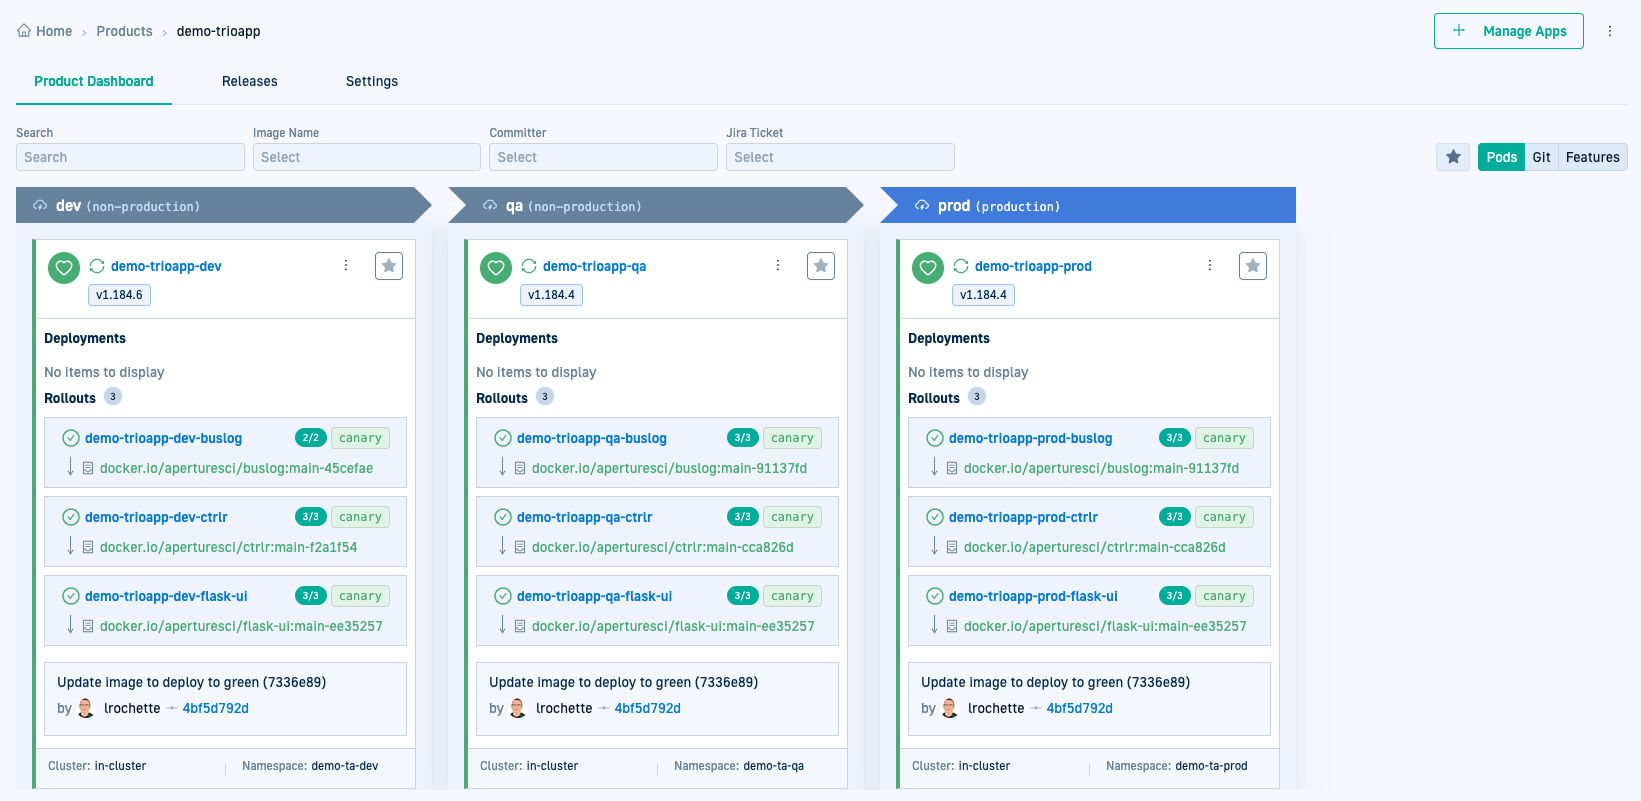 Home › Products › demo-trioapp
Manage Apps
Product Dashboard Releases Settings
Search Image Name Committer Jira Ticket
Search Select Select Select
Pods Git Features
dev (non-production)
demo-trioapp-dev
v1.184.6
Deployments
No items to display
Rollouts 3
demo-trioapp-dev-buslog 2/2 canary
docker.io/aperturesci/buslog:main-45cefae
demo-trioapp-dev-ctrlr 3/3 canary
docker.io/aperturesci/ctrlr:main-f2a1f54
demo-trioapp-dev-flask-ui 3/3 canary
docker.io/aperturesci/flask-ui:main-ee35257
Update image to deploy to green (7336e89)
by lrochette 4bf5d792d
Cluster: in-cluster Namespace: demo-ta-dev
qa (non-production)
demo-trioapp-qa
v1.184.4
Deployments
No items to display
Rollouts 3
demo-trioapp-qa-buslog 3/3 canary
docker.io/aperturesci/buslog:main-91137fd
demo-trioapp-qa-ctrlr 3/3 canary
docker.io/aperturesci/ctrlr:main-cca826d
demo-trioapp-qa-flask-ui 3/3 canary
docker.io/aperturesci/flask-ui:main-ee35257
Update image to deploy to green (7336e89)
by lrochette 4bf5d792d
Cluster: in-cluster Namespace: demo-ta-qa
prod (production)
demo-trioapp-prod
v1.184.4
Deployments
No items to display
Rollouts 3
demo-trioapp-prod-buslog 3/3 canary
docker.io/aperturesci/buslog:main-91137fd
demo-trioapp-prod-ctrlr 3/3 canary
docker.io/aperturesci/ctrlr:main-cca826d
demo-trioapp-prod-flask-ui 3/3 canary
docker.io/aperturesci/flask-ui:main-ee35257
Update image to deploy to green (7336e89)
by lrochette 4bf5d792d
Cluster: in-cluster Namespace: demo-ta-prod